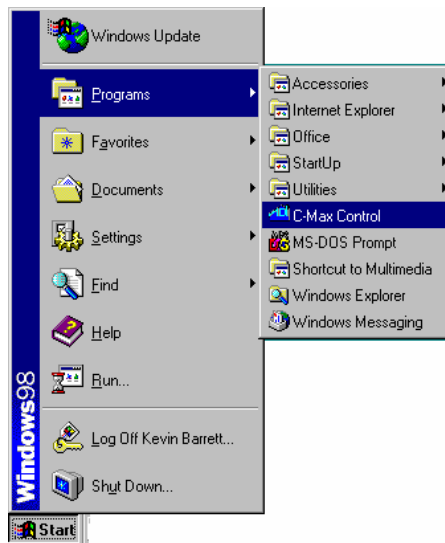 Windows Update
Programs
Favorites
Documents
Settings
Find
Help
Run...
Log Off Kevin Barrett...
Shut Down...
Windows98
Start
Accessories
Internet Explorer
Office
StartUp
Utilities
C-Max Control
MS-DOS Prompt
Shortcut to Multimedia
Windows Explorer
Windows Messaging